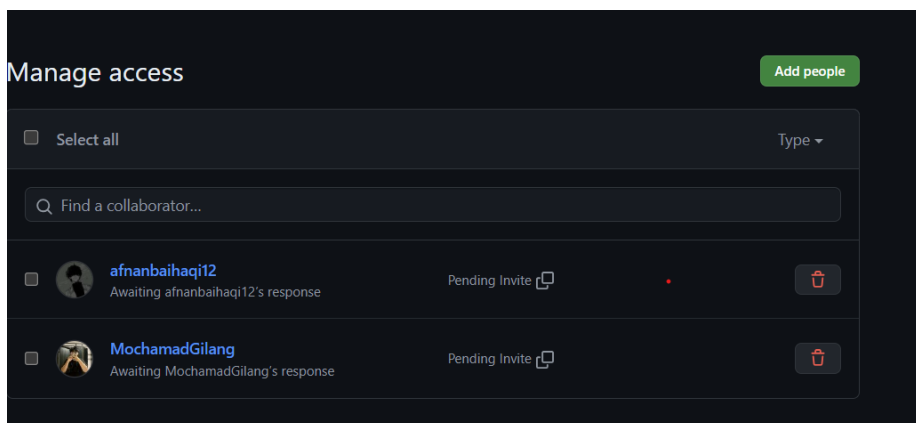 Manage access
Add people
Select all
Type
Find a collaborator...
afnanbaihaqi12
Awaiting afnanbaihaqi12's response
Pending Invite
MochamadGilang
Awaiting MochamadGilang's response
Pending Invite